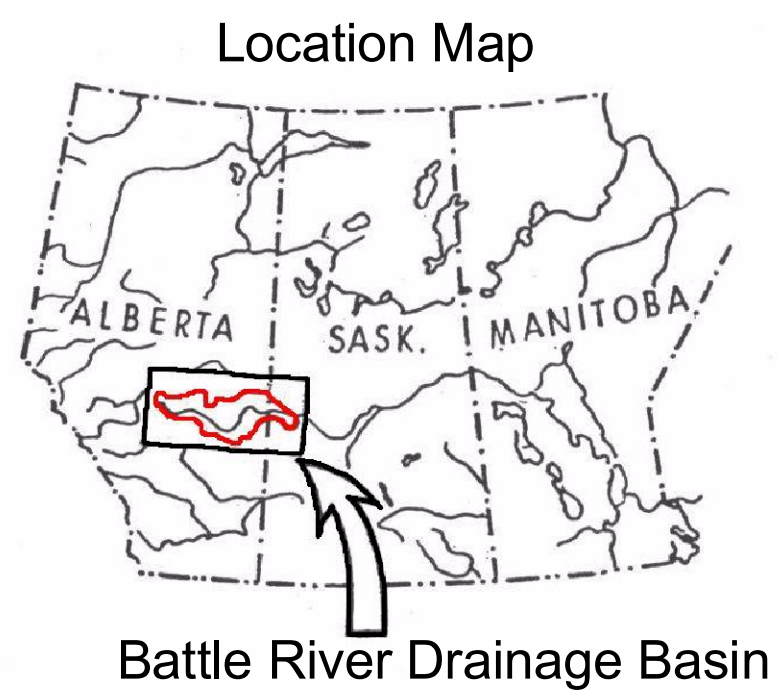 Location Map
ALBERTA
SASK.
MANITOBA
Battle River Drainage Basin